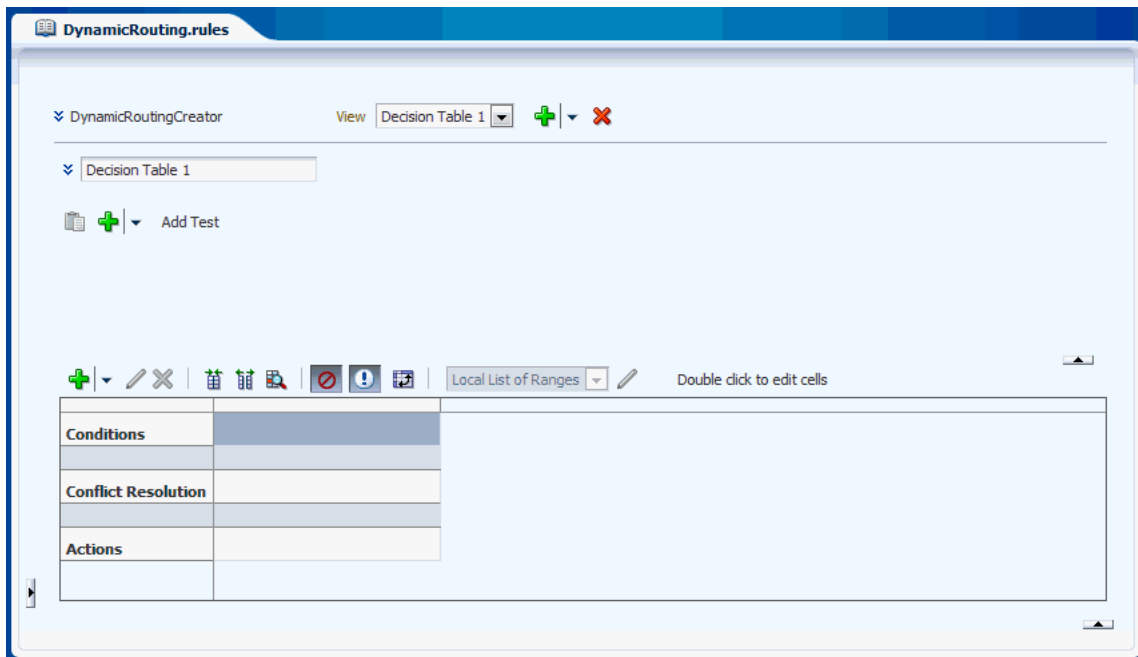 DynamicRouting.rules
DynamicRoutingCreator View Decision Table 1
Decision Table 1
Add Test
Local List of Ranges Double click to edit cells
Conditions
Conflict Resolution
Actions